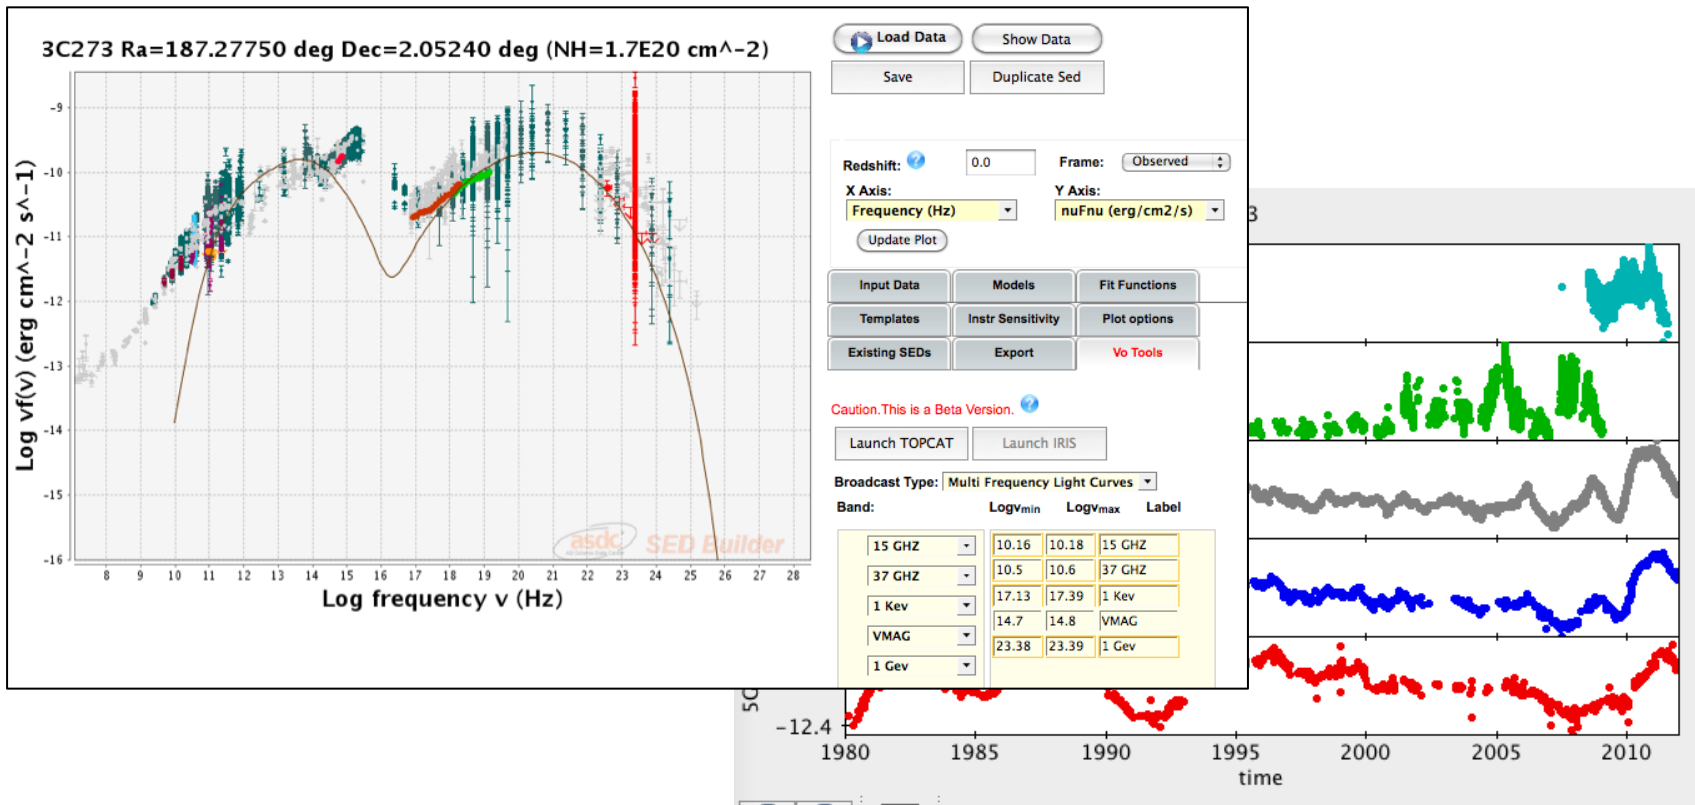 3C273 Ra=187.27750 deg Dec=2.05240 deg (NH=1.7E20 cm^-2)
Log νf(ν) (erg cm^-2 s^-1)
-9
-10
-11
-12
-13
-14
-15
-16
8 9 10 11 12 13 14 15 16 17 18 19 20 21 22 23 24 25 26 27 28
Log frequency ν (Hz)
asdc
SED Builder
Load Data Show Data
Save Duplicate Sed
Redshift: ? 0.0 Frame: Observed
X Axis: Y Axis:
Frequency (Hz) nuFnu (erg/cm2/s)
Update Plot
Input Data Models Fit Functions
Templates Instr Sensitivity Plot options
Existing SEDs Export Vo Tools
Caution.This is a Beta Version. ?
Launch TOPCAT Launch IRIS
Broadcast Type: Multi Frequency Light Curves
Band: Logνmin Logνmax Label
15 GHZ 10.16 10.18 15 GHZ
37 GHZ 10.5 10.6 37 GHZ
1 Kev 17.13 17.39 1 Kev
VMAG 14.7 14.8 VMAG
1 Gev 23.38 23.39 1 Gev
3
-12.4
1980 1985 1990 1995 2000 2005 2010
time